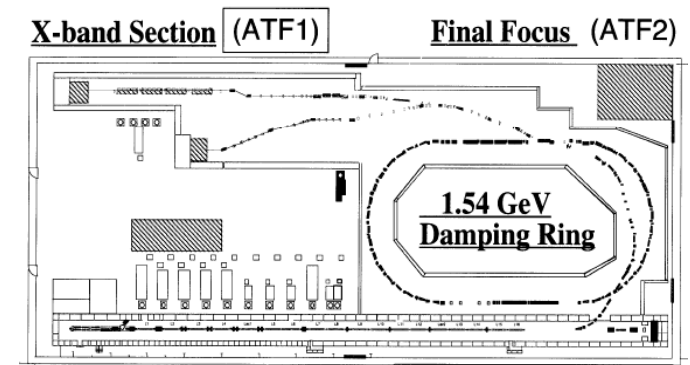 X-band Section (ATF1)
Final Focus (ATF2)
1.54 GeV
Damping Ring